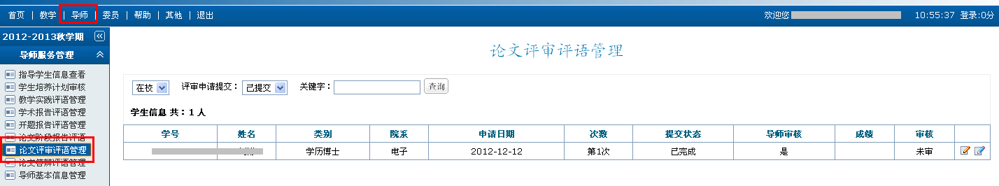 首页 | 教学 | 导师 | 委员 | 帮助 | 其他 | 退出
欢迎您 10:55:37 登录:0分
2012-2013秋学期
导师服务管理
指导学生信息查看
学生培养计划审核
教学实践评语管理
学术报告评语管理
开题报告评语管理
论文阶段报告评语
论文评审评语管理
论文答辩评语管理
导师基本信息管理
论文评审评语管理
在校 评审申请提交： 已提交 关键字： 查询
学生信息 共：1 人
学号 姓名 类别 院系 申请日期 次数 提交状态 导师审核 成绩 审核
学历博士 电子 2012-12-12 第1次 已完成 是 未审